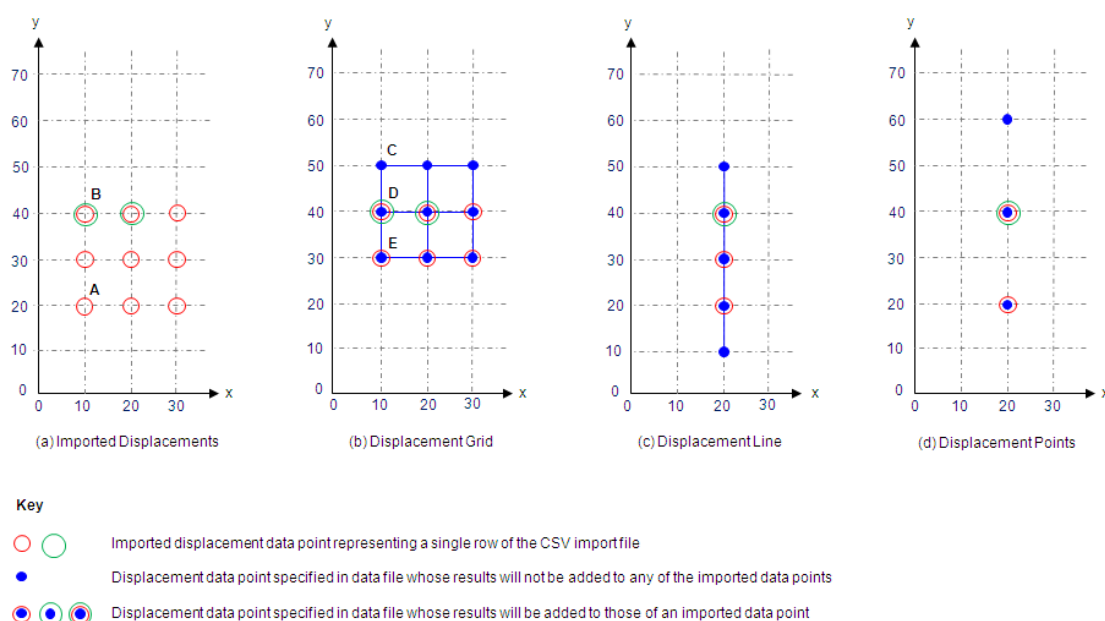 y
70
60
50
40
30
20
10
0
0 10 20 30
x
B
A
(a) Imported Displacements
y
70
60
50
40
30
20
10
0
0 10 20 30
x
C
D
E
(b) Displacement Grid
y
70
60
50
40
30
20
10
0
0 10 20 30
x
(c) Displacement Line
y
70
60
50
40
30
20
10
0
0 10 20 30
x
(d) Displacement Points
Key
Imported displacement data point representing a single row of the CSV import file
Displacement data point specified in data file whose results will not be added to any of the imported data points
Displacement data point specified in data file whose results will be added to those of an imported data point